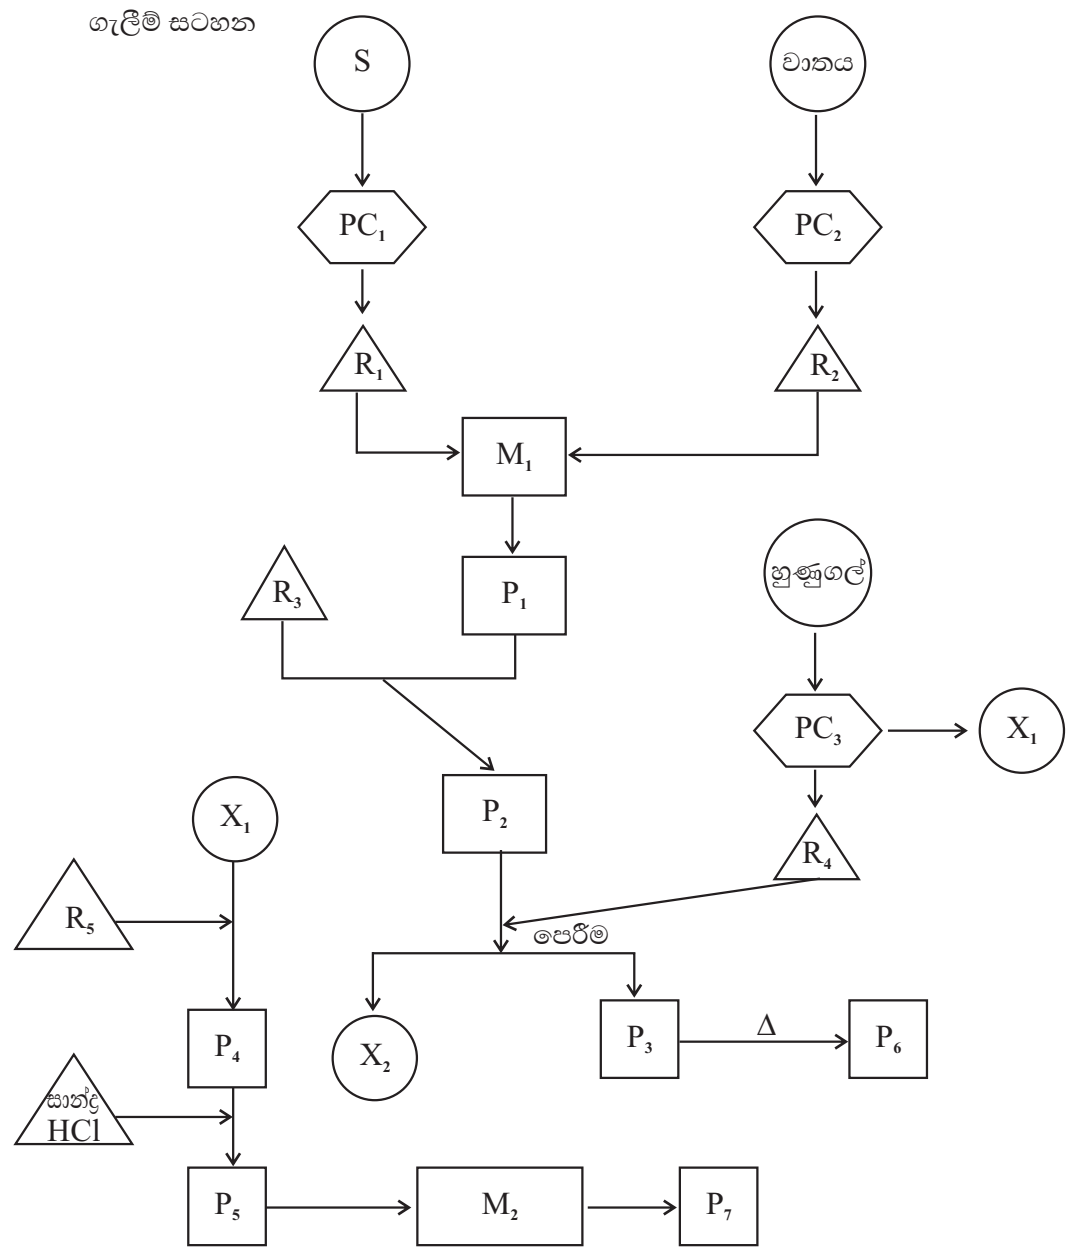 ගැලීම් සටහන
S
වාතය
PC₁
PC₂
R₁
R₂
M₁
R₃
P₁
හුණුගල්
PC₃
X₁
P₂
X₁
R₄
R₅
පෙරීම
P₄
X₂
P₃
Δ
P₆
සාන්ද්‍ර
HCl
P₅
M₂
P₇